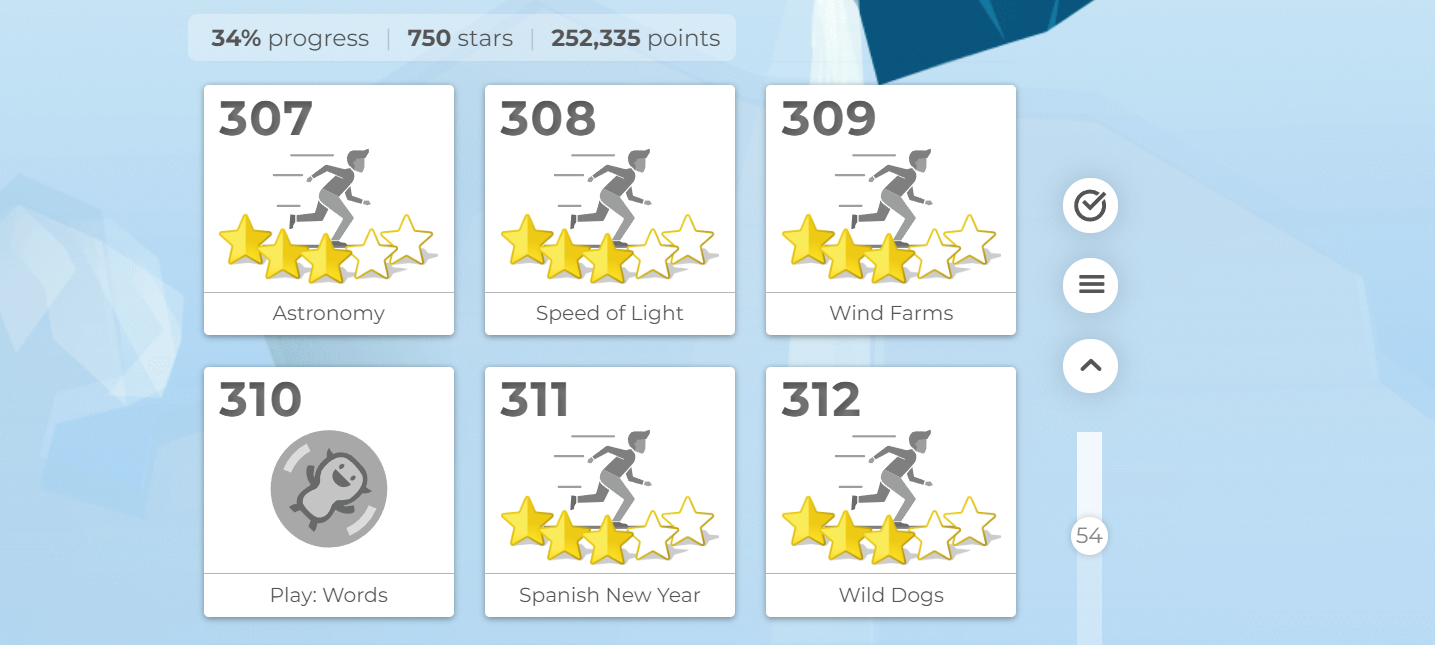 34% progress | 750 stars | 252,335 points
307 308 309
Astronomy Speed of Light Wind Farms
310 311 312
54
Play: Words Spanish New Year Wild Dogs